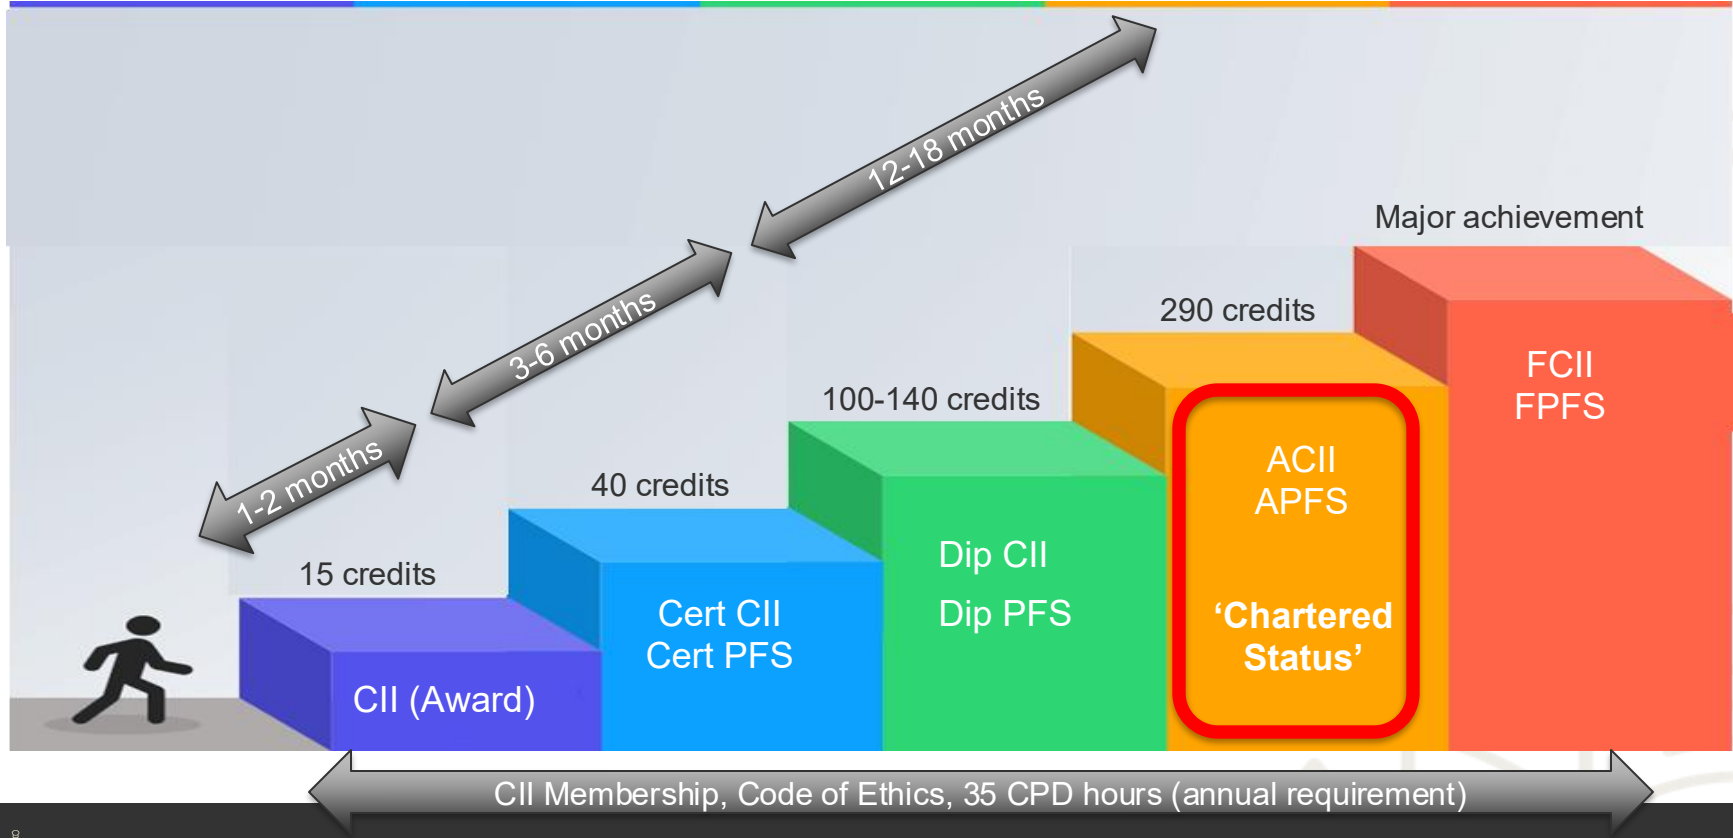 12-18 months
3-6 months
1-2 months
Major achievement
290 credits
100-140 credits
40 credits
15 credits
FCII
FPFS
ACII
APFS
‘Chartered
Status’
Dip CII
Dip PFS
Cert CII
Cert PFS
CII (Award)
CII Membership, Code of Ethics, 35 CPD hours (annual requirement)
8